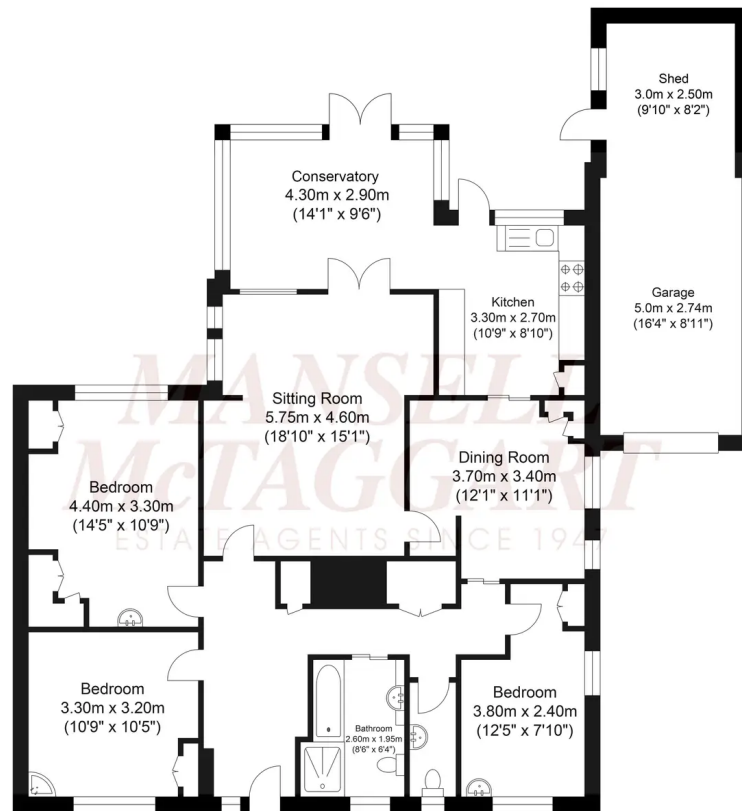 Shed
3.0m x 2.50m
(9'10" x 8'2")
Conservatory
4.30m x 2.90m
(14'1" x 9'6")
Kitchen
3.30m x 2.70m
(10'9" x 8'10")
Garage
5.0m x 2.74m
(16'4" x 8'11")
Sitting Room
5.75m x 4.60m
(18'10" x 15'1")
Dining Room
3.70m x 3.40m
(12'1" x 11'1")
Bedroom
4.40m x 3.30m
(14'5" x 10'9")
Bedroom
3.30m x 3.20m
(10'9" x 10'5")
Bathroom
2.60m x 1.95m
(8'6" x 6'4")
Bedroom
3.80m x 2.40m
(12'5" x 7'10")
MANSELL
McTAGGART
ESTATE AGENTS SINCE 1947